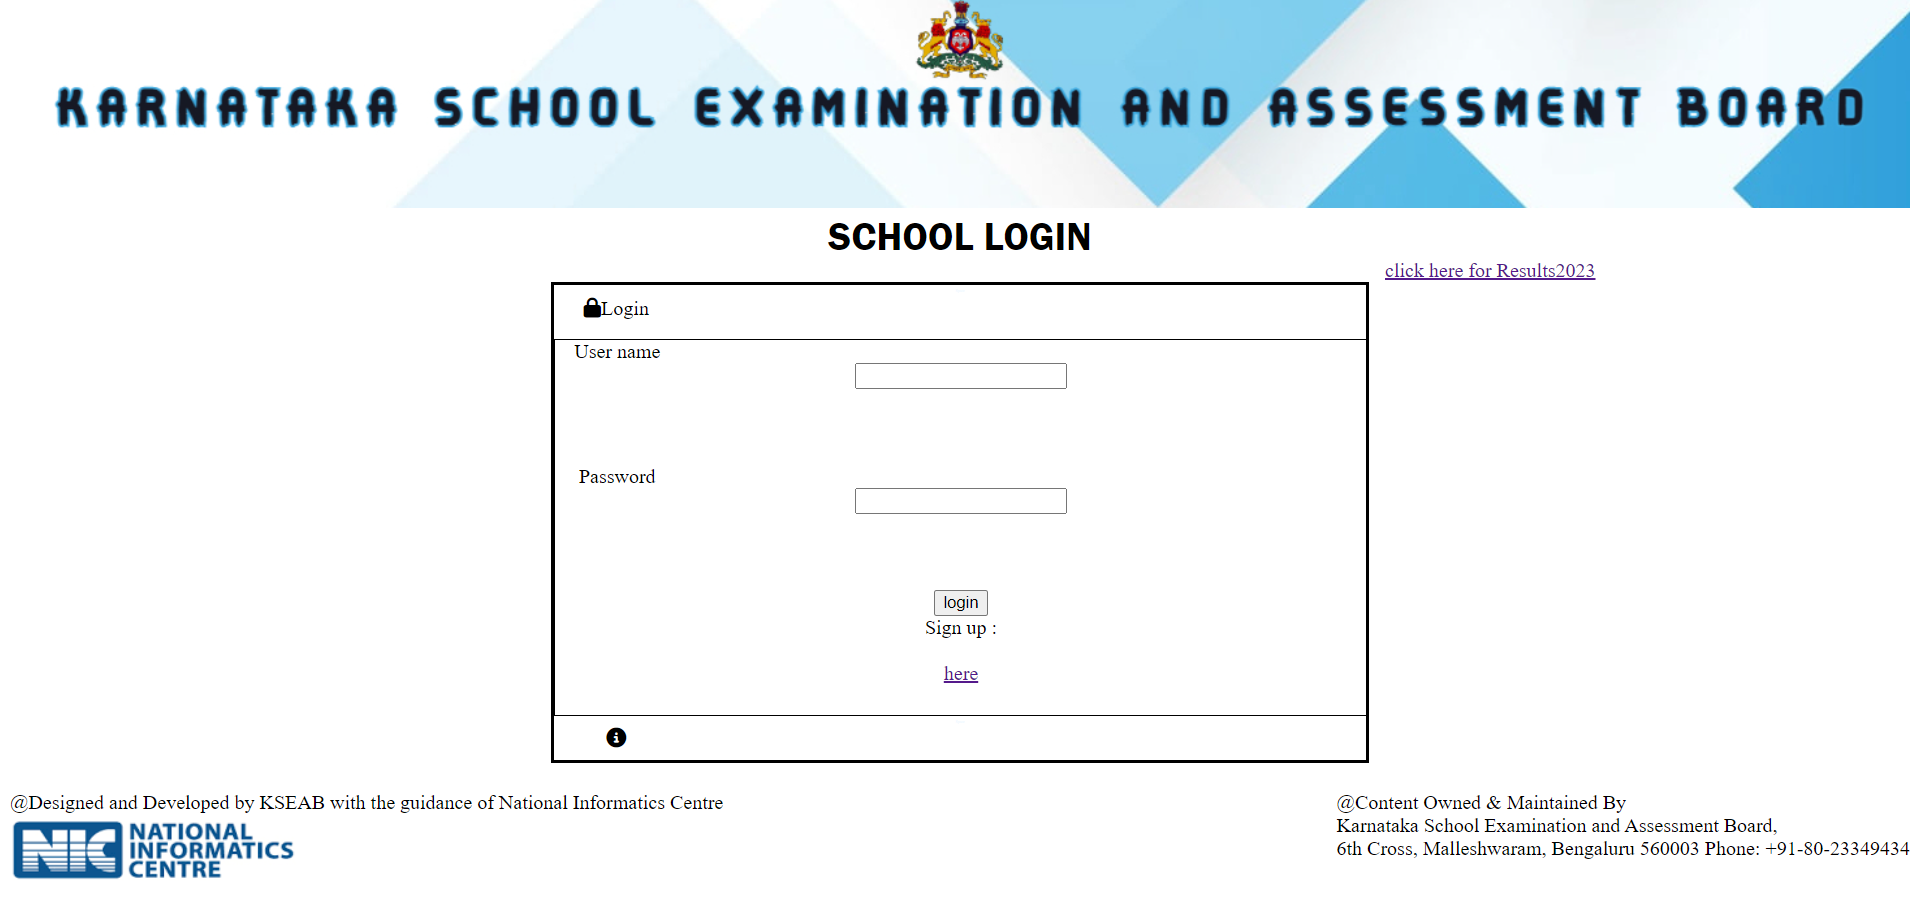 KARNATAKA SCHOOL EXAMINATION AND ASSESSMENT BOARD
SCHOOL LOGIN
click here for Results2023
Login
User name
Password
login
Sign up :
here
@Designed and Developed by KSEAB with the guidance of National Informatics Centre
NIC NATIONAL
INFORMATICS
CENTRE
@Content Owned & Maintained By
Karnataka School Examination and Assessment Board,
6th Cross, Malleshwaram, Bengaluru 560003 Phone: +91-80-23349434